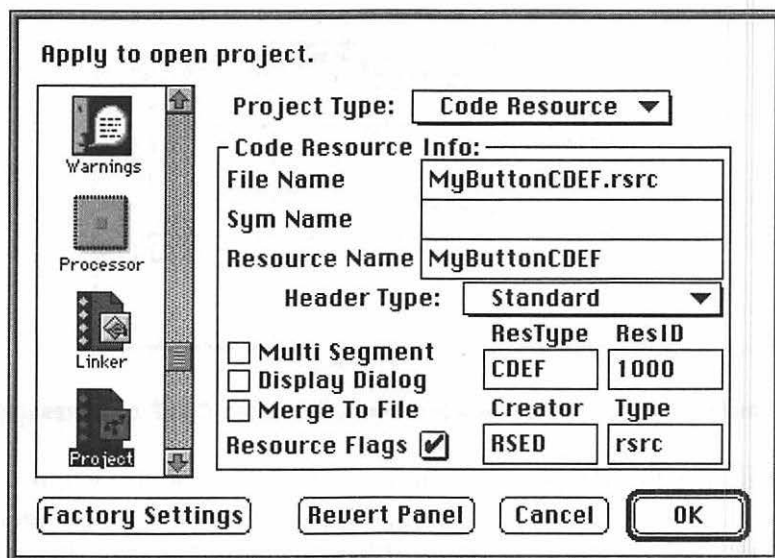 Apply to open project.
Warnings
Processor
Linker
Project
Project Type: Code Resource
Code Resource Info:
File Name MyButtonCDEF.rsrc
Sym Name
Resource Name MyButtonCDEF
Header Type: Standard
Multi Segment
Display Dialog
Merge To File
Resource Flags
ResType ResID
CDEF 1000
Creator Type
RSED rsrc
Factory Settings Revert Panel Cancel OK